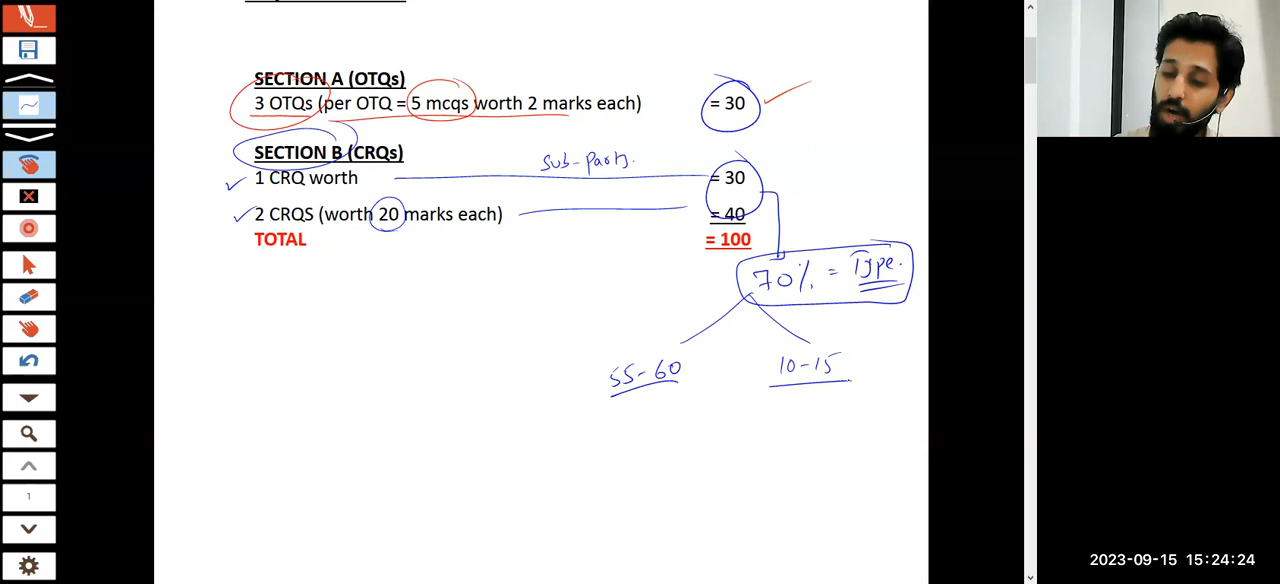 SECTION A (OTQs)
3 OTQs (per OTQ = 5 mcqs worth 2 marks each) = 30
SECTION B (CRQs)
sub-parts.
1 CRQ worth = 30
2 CRQS (worth 20 marks each) = 40
TOTAL = 100
70% = Type.
55-60 10-15
1
2023-09-15 15:24:24